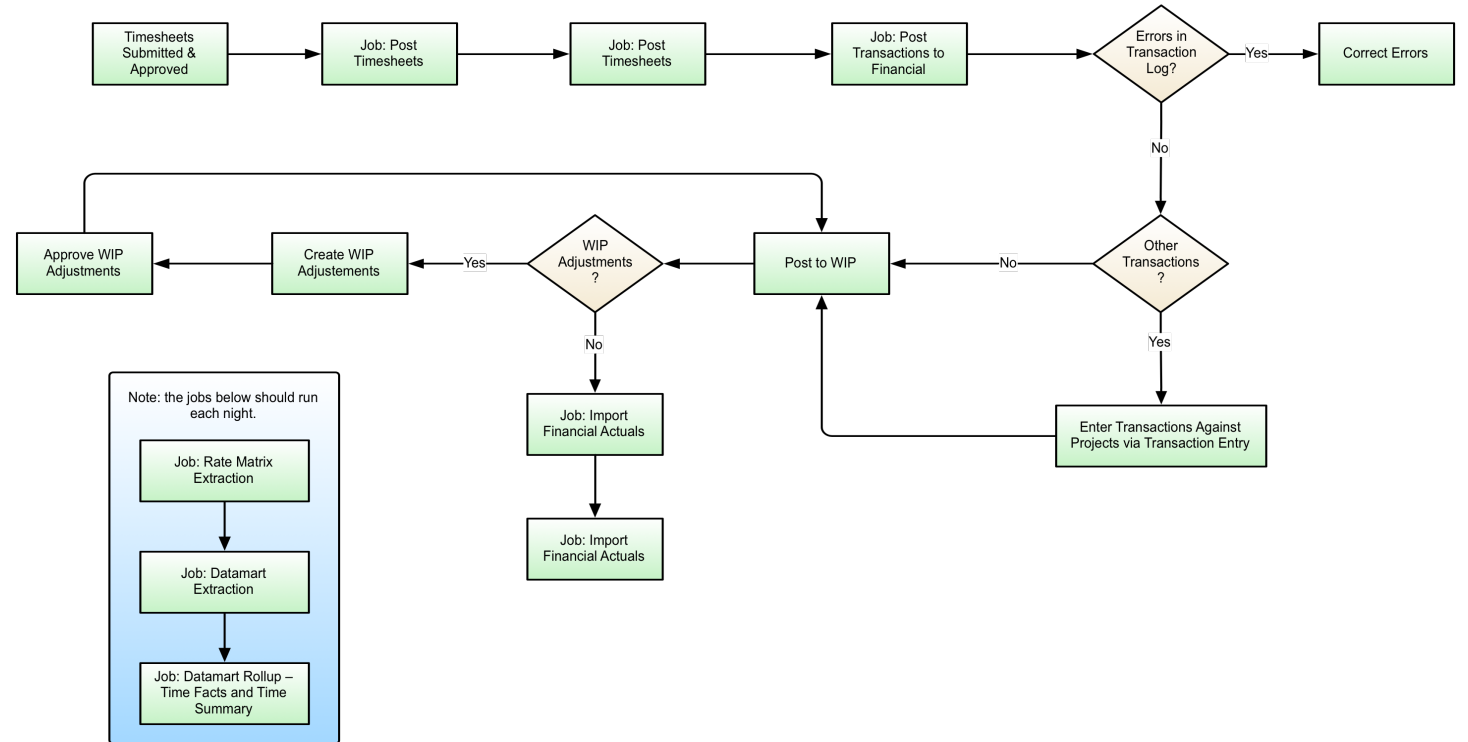 Timesheets
Submitted &
Approved
Job: Post
Timesheets
Job: Post
Timesheets
Job: Post
Transactions to
Financial
Errors in
Transaction
Log?
Yes
Correct Errors
No
Approve WIP
Adjustments
Create WIP
Adjustements
Yes
WIP
Adjustments
?
Post to WIP
No
Other
Transactions
?
No
Yes
Note: the jobs below should run
each night.
Job: Rate Matrix
Extraction
Job: Datamart
Extraction
Job: Datamart Rollup –
Time Facts and Time
Summary
Job: Import
Financial Actuals
Job: Import
Financial Actuals
Enter Transactions Against
Projects via Transaction Entry